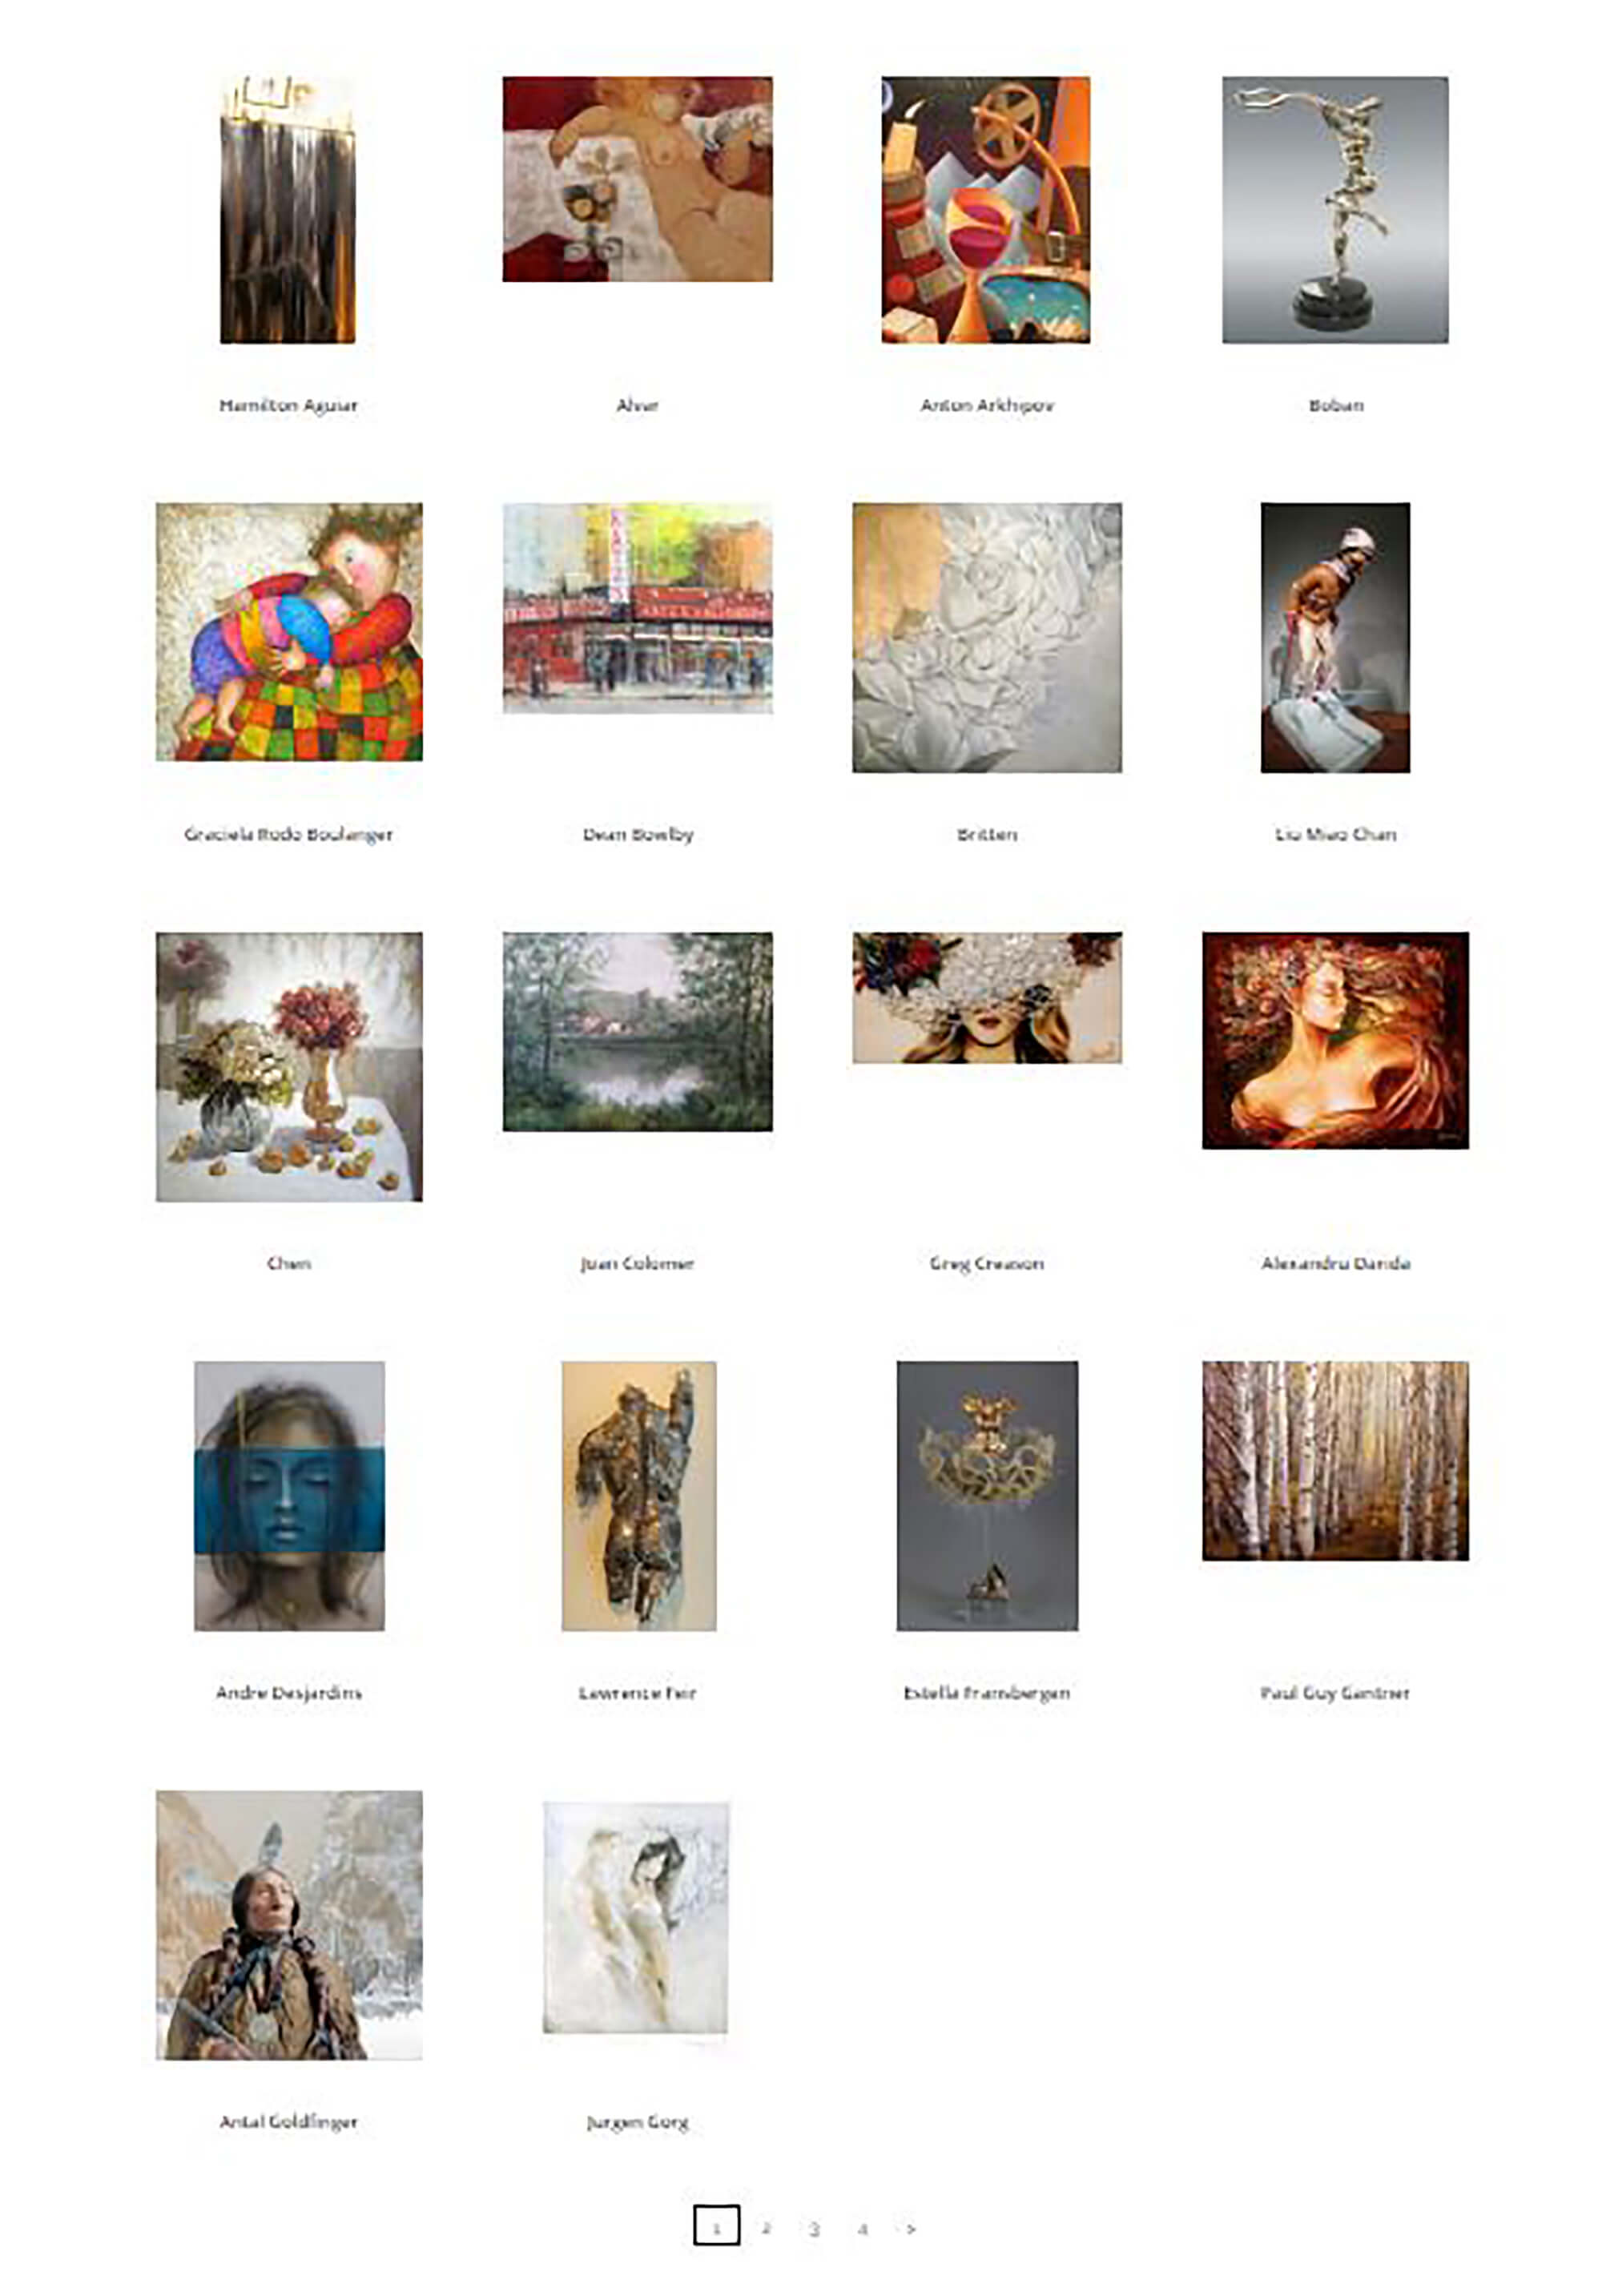 Hamilton Aguiar
Alvar
Anton Arkhipov
Boban
Graciela Rodo Boulanger
Dean Bowlby
Britten
Liu Miao Chan
Chen
Juan Colomer
Greg Creason
Alexandru Darida
Andre Desjardins
Lawrence Feir
Estella Fransbergen
Paul Guy Gantner
Antal Goldfinger
Jurgen Gorg
1 2 3 4 >